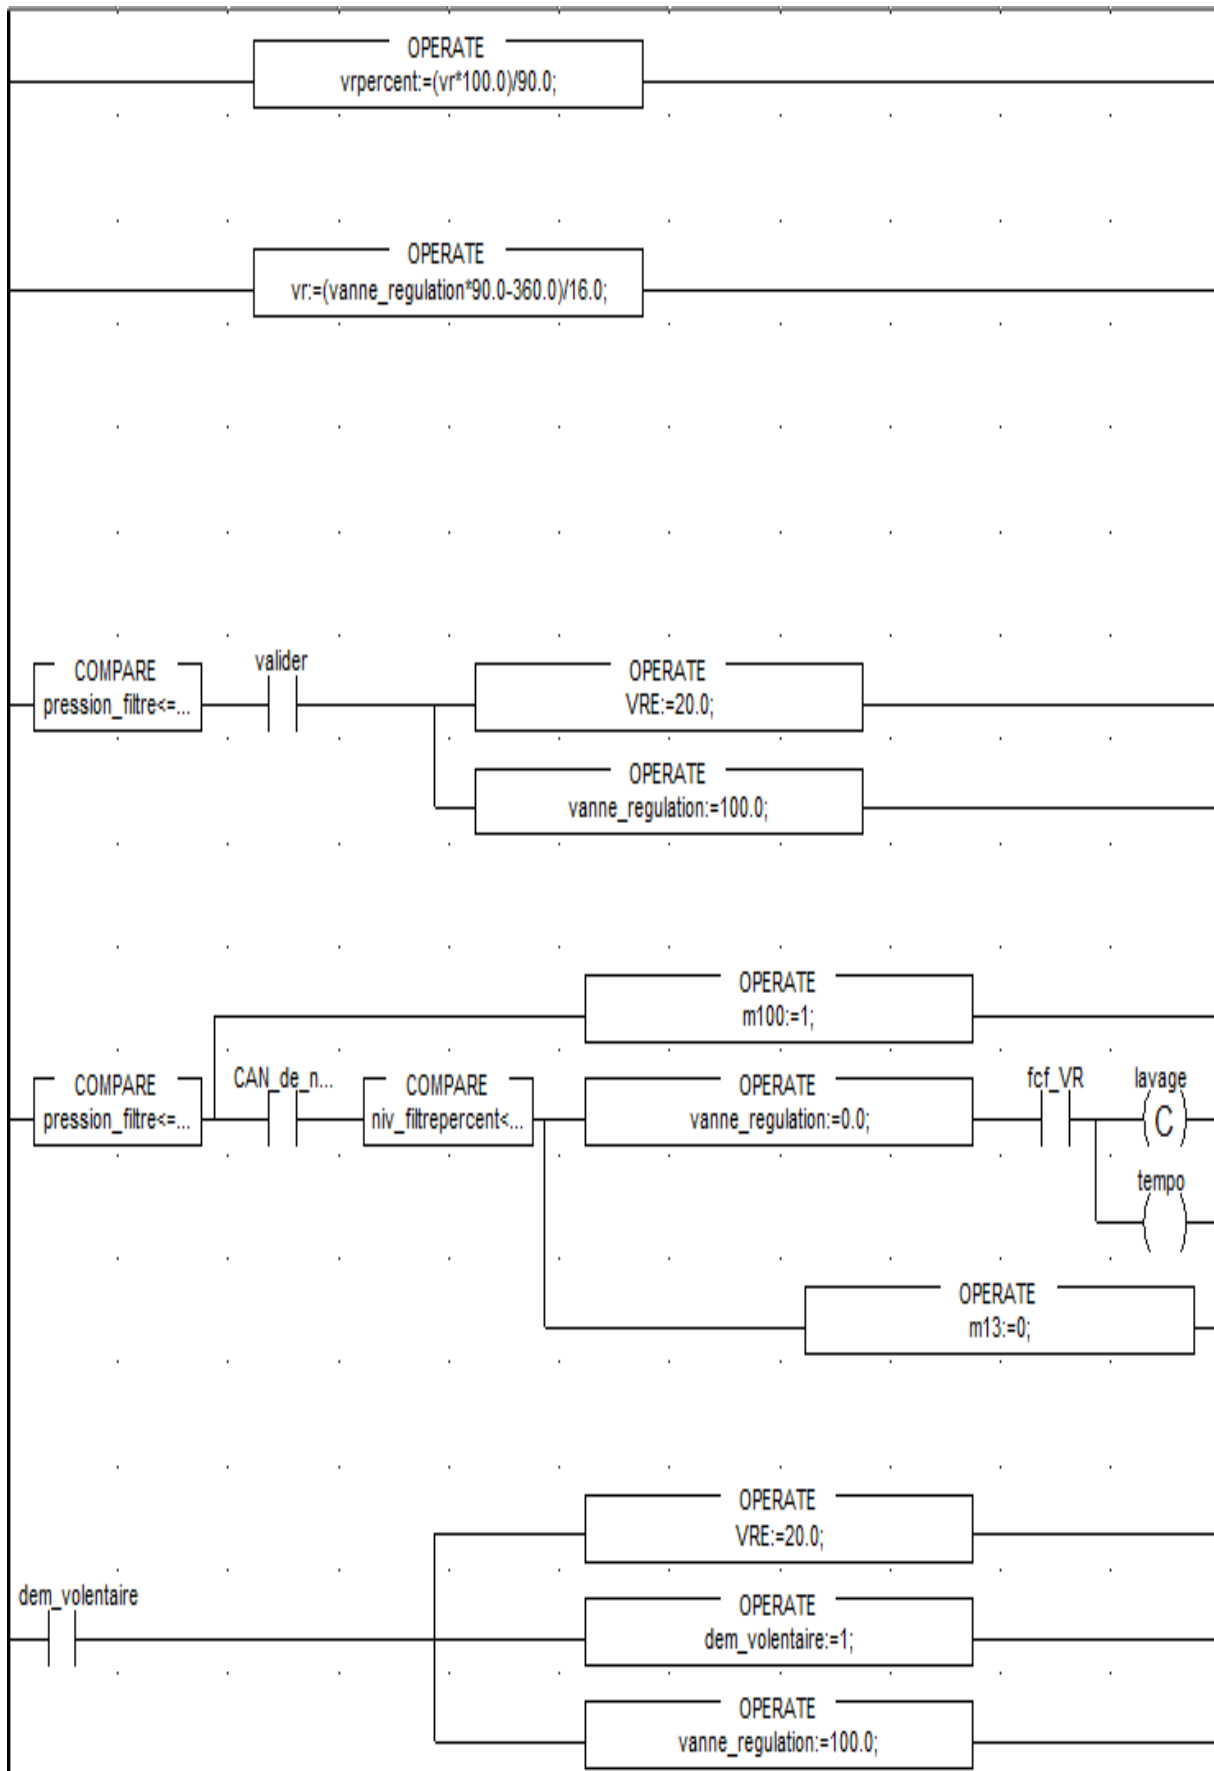 OPERATE
vrpercent:=(vr*100.0)/90.0;
OPERATE
vr:=(vanne_regulation*90.0-360.0)/16.0;
COMPARE
pression_filtre<=...
valider
OPERATE
VRE:=20.0;
OPERATE
vanne_regulation:=100.0;
OPERATE
m100:=1;
COMPARE
pression_filtre<=...
CAN_de_n...
COMPARE
niv_filtrepercent<...
OPERATE
vanne_regulation:=0.0;
fcf_VR
lavage
C
tempo
OPERATE
m13:=0;
OPERATE
VRE:=20.0;
dem_volentaire
OPERATE
dem_volentaire:=1;
OPERATE
vanne_regulation:=100.0;